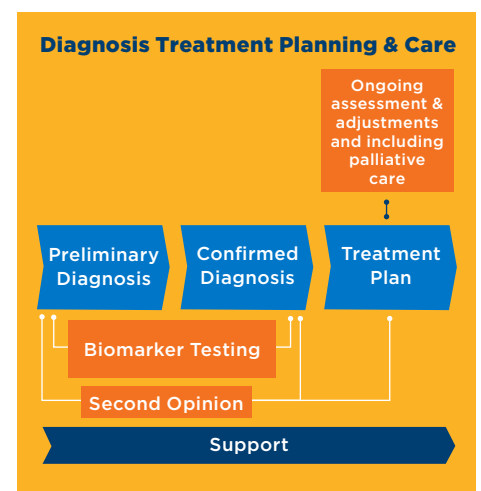 Diagnosis Treatment Planning & Care
Ongoing
assessment &
adjustments
and including
palliative
care
Preliminary
Diagnosis
Confirmed
Diagnosis
Treatment
Plan
Biomarker Testing
Second Opinion
Support